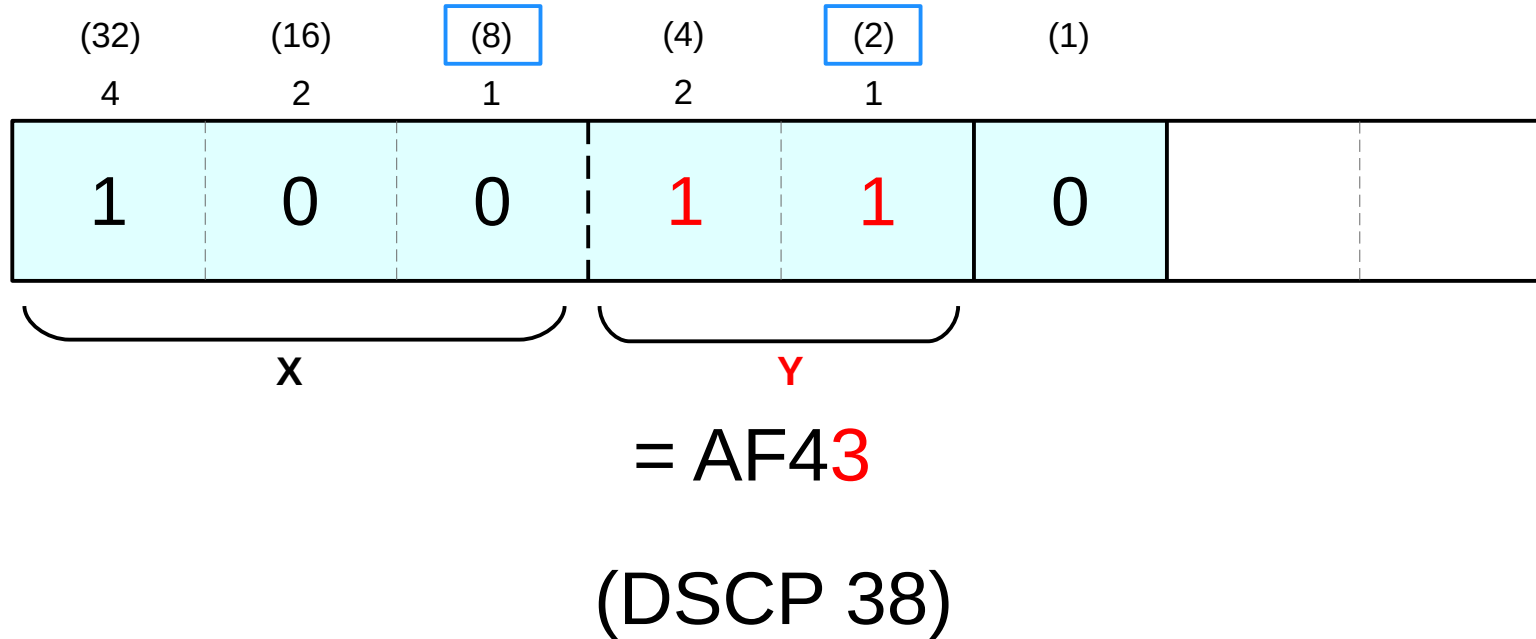 (32) (16) (8) (4) (2) (1)
4 2 1 2 1
1 0 0 1 1 0
X Y
= AF43
(DSCP 38)